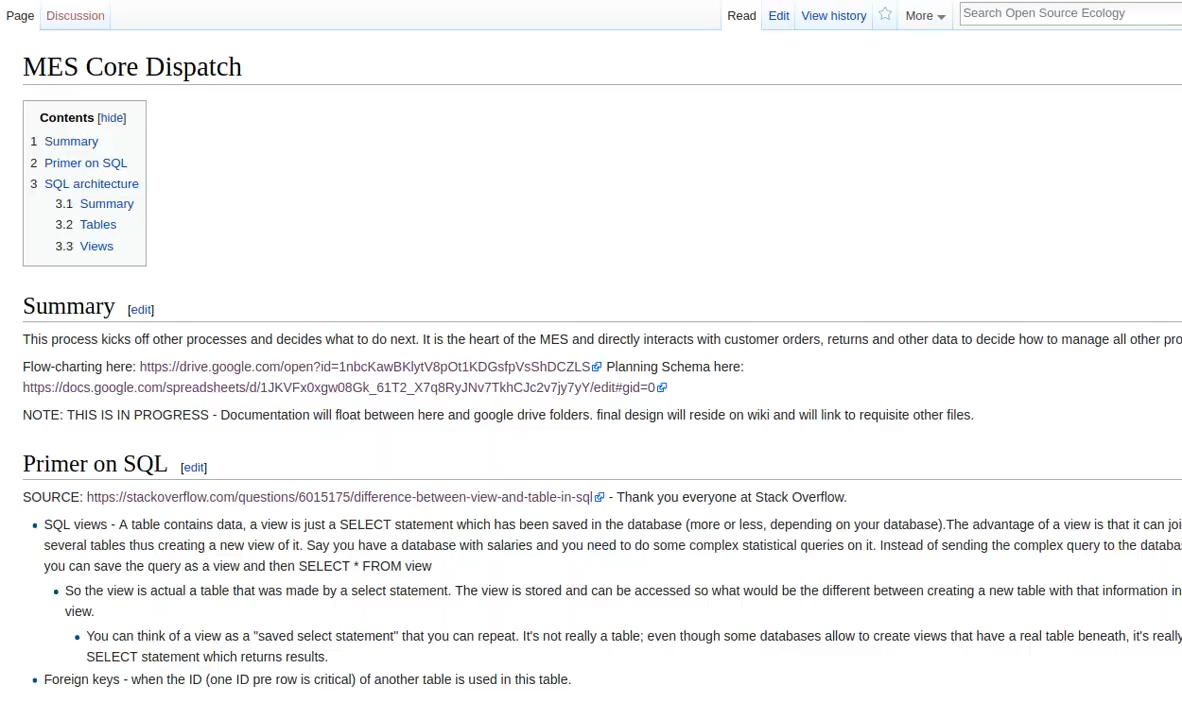 Page Discussion Read Edit View history More Search Open Source Ecology
MES Core Dispatch
Contents [hide]
1 Summary
2 Primer on SQL
3 SQL architecture
3.1 Summary
3.2 Tables
3.3 Views
Summary [edit]
This process kicks off other processes and decides what to do next. It is the heart of the MES and directly interacts with customer orders, returns and other data to decide how to manage all other pro
Flow-charting here: https://drive.google.com/open?id=1nbcKawBKlytV8pOt1KDGsfpVsShDCZLS Planning Schema here:
https://docs.google.com/spreadsheets/d/1JKVFx0xgw08Gk_61T2_X7q8RyJNv7TkhCJc2v7jy7yY/edit#gid=0
NOTE: THIS IS IN PROGRESS - Documentation will float between here and google drive folders. final design will reside on wiki and will link to requisite other files.
Primer on SQL [edit]
SOURCE: https://stackoverflow.com/questions/6015175/difference-between-view-and-table-in-sql - Thank you everyone at Stack Overflow.
SQL views - A table contains data, a view is just a SELECT statement which has been saved in the database (more or less, depending on your database).The advantage of a view is that it can joi
several tables thus creating a new view of it. Say you have a database with salaries and you need to do some complex statistical queries on it. Instead of sending the complex query to the databa
you can save the query as a view and then SELECT * FROM view
So the view is actual a table that was made by a select statement. The view is stored and can be accessed so what would be the different between creating a new table with that information in
view.
You can think of a view as a "saved select statement" that you can repeat. It's not really a table; even though some databases allow to create views that have a real table beneath, it's really
SELECT statement which returns results.
Foreign keys - when the ID (one ID pre row is critical) of another table is used in this table.